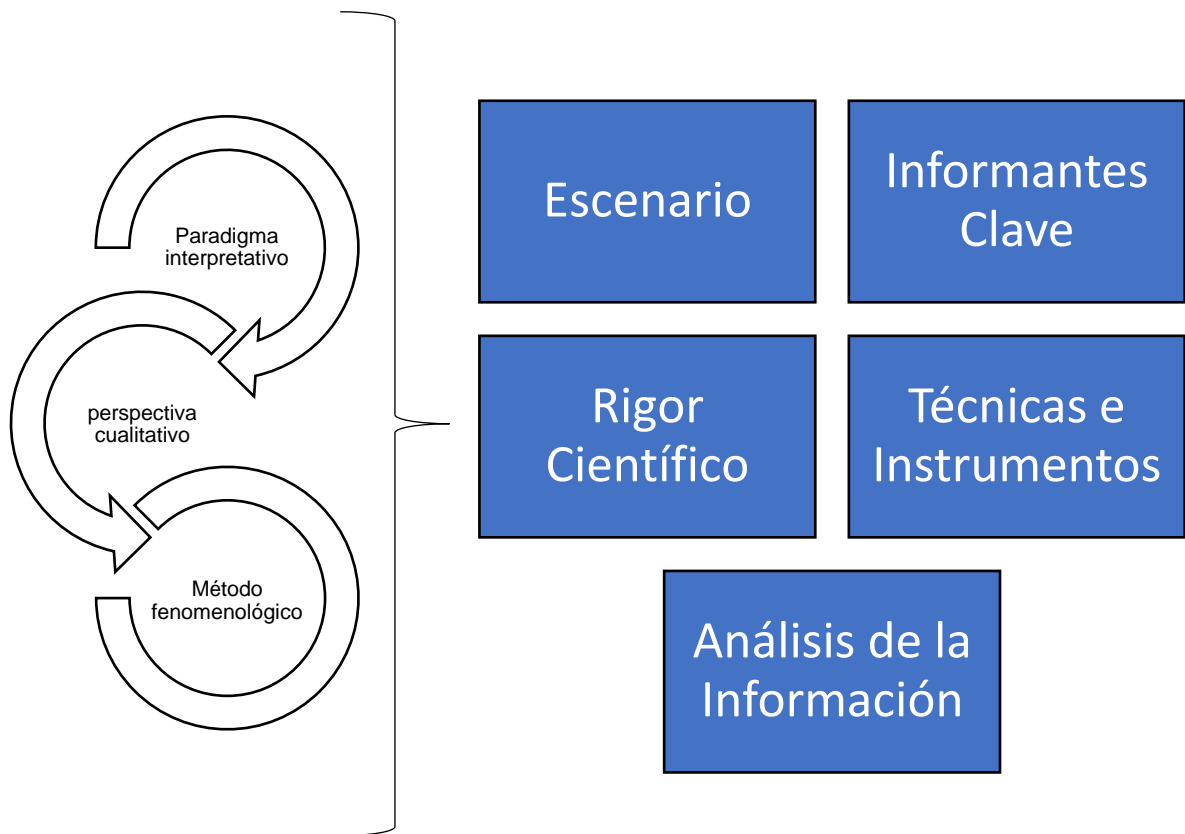 Paradigma
interpretativo
perspectiva
cualitativo
Método
fenomenológico
Escenario
Informantes
Clave
Rigor
Científico
Técnicas e
Instrumentos
Análisis de la
Información